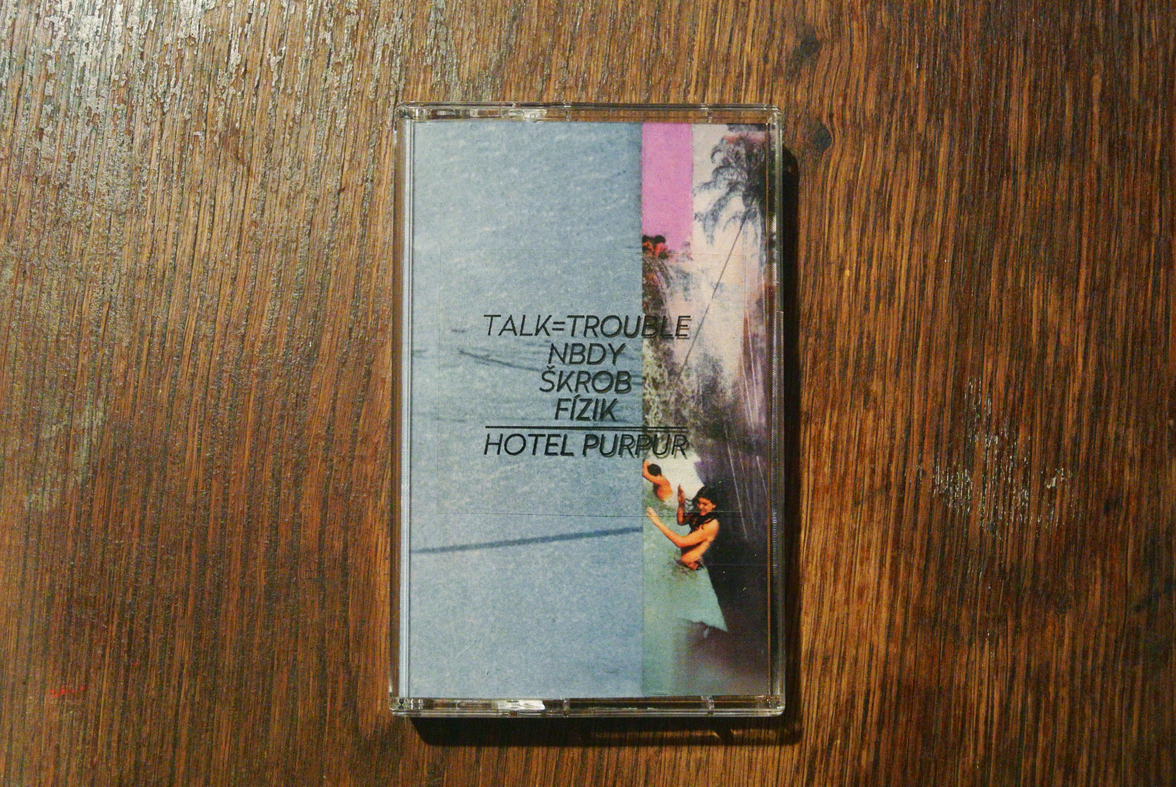 TALK=TROUBLE
NBDY
ŠKROB
FÍZIK
HOTEL PURPUR